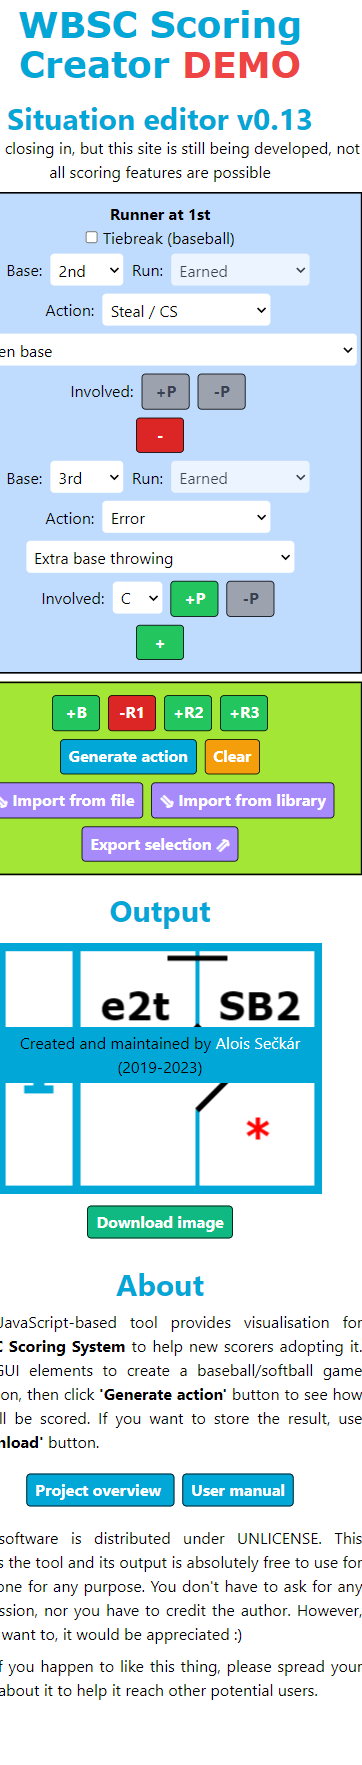 WBSC Scoring
Creator DEMO
Situation editor v0.13
closing in, but this site is still being developed, not
all scoring features are possible
Runner at 1st
Tiebreak (baseball)
Base: 2nd Run: Earned
Action: Steal / CS
en base
Involved: +P -P
-
Base: 3rd Run: Earned
Action: Error
Extra base throwing
Involved: C +P -P
+
+B -R1 +R2 +R3
Generate action Clear
Import from file Import from library
Export selection
Output
e2t SB2
Created and maintained by Alois Sečkár
(2019-2023)
*
Download image
About
JavaScript-based tool provides visualisation for
C Scoring System to help new scorers adopting it.
GUI elements to create a baseball/softball game
on, then click 'Generate action' button to see how
ll be scored. If you want to store the result, use
nload' button.
Project overview User manual
software is distributed under UNLICENSE. This
s the tool and its output is absolutely free to use for
one for any purpose. You don't have to ask for any
ssion, nor you have to credit the author. However,
want to, it would be appreciated :)
f you happen to like this thing, please spread your
about it to help it reach other potential users.